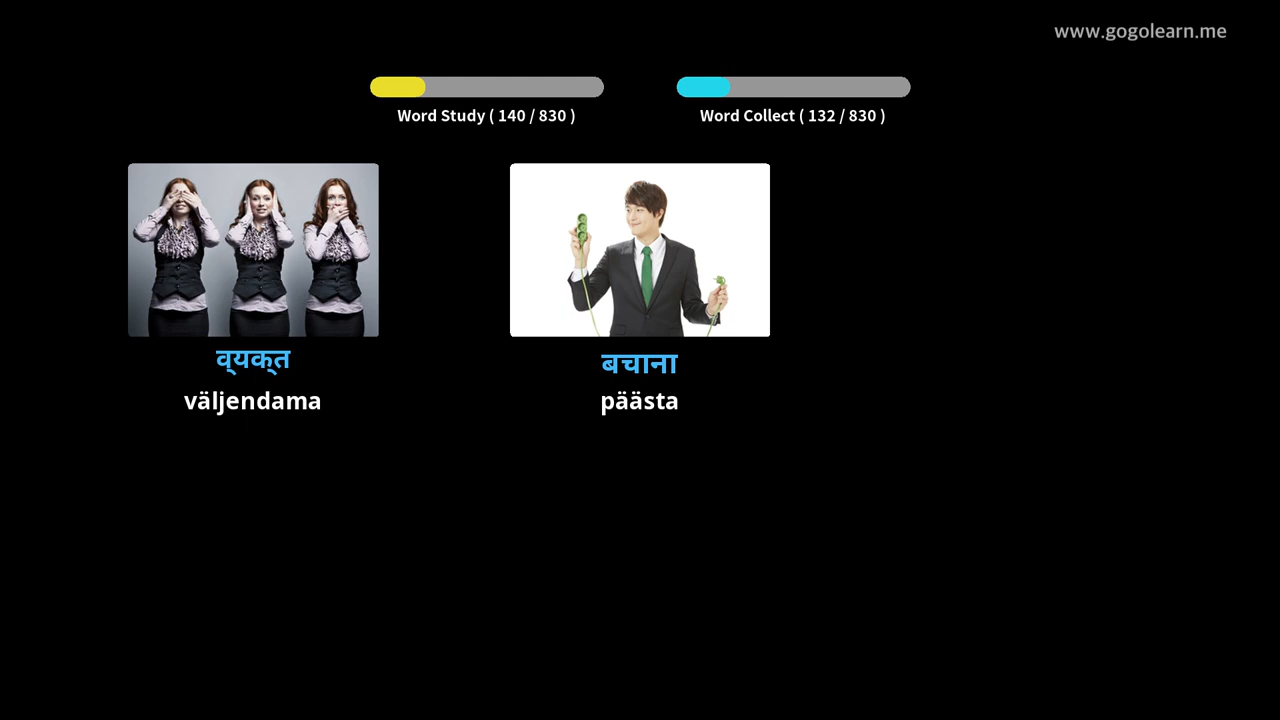 www.gogolearn.me
Word Study ( 140 / 830 )
Word Collect ( 132 / 830 )
व्यक्त
väljendama
बचाना
päästa